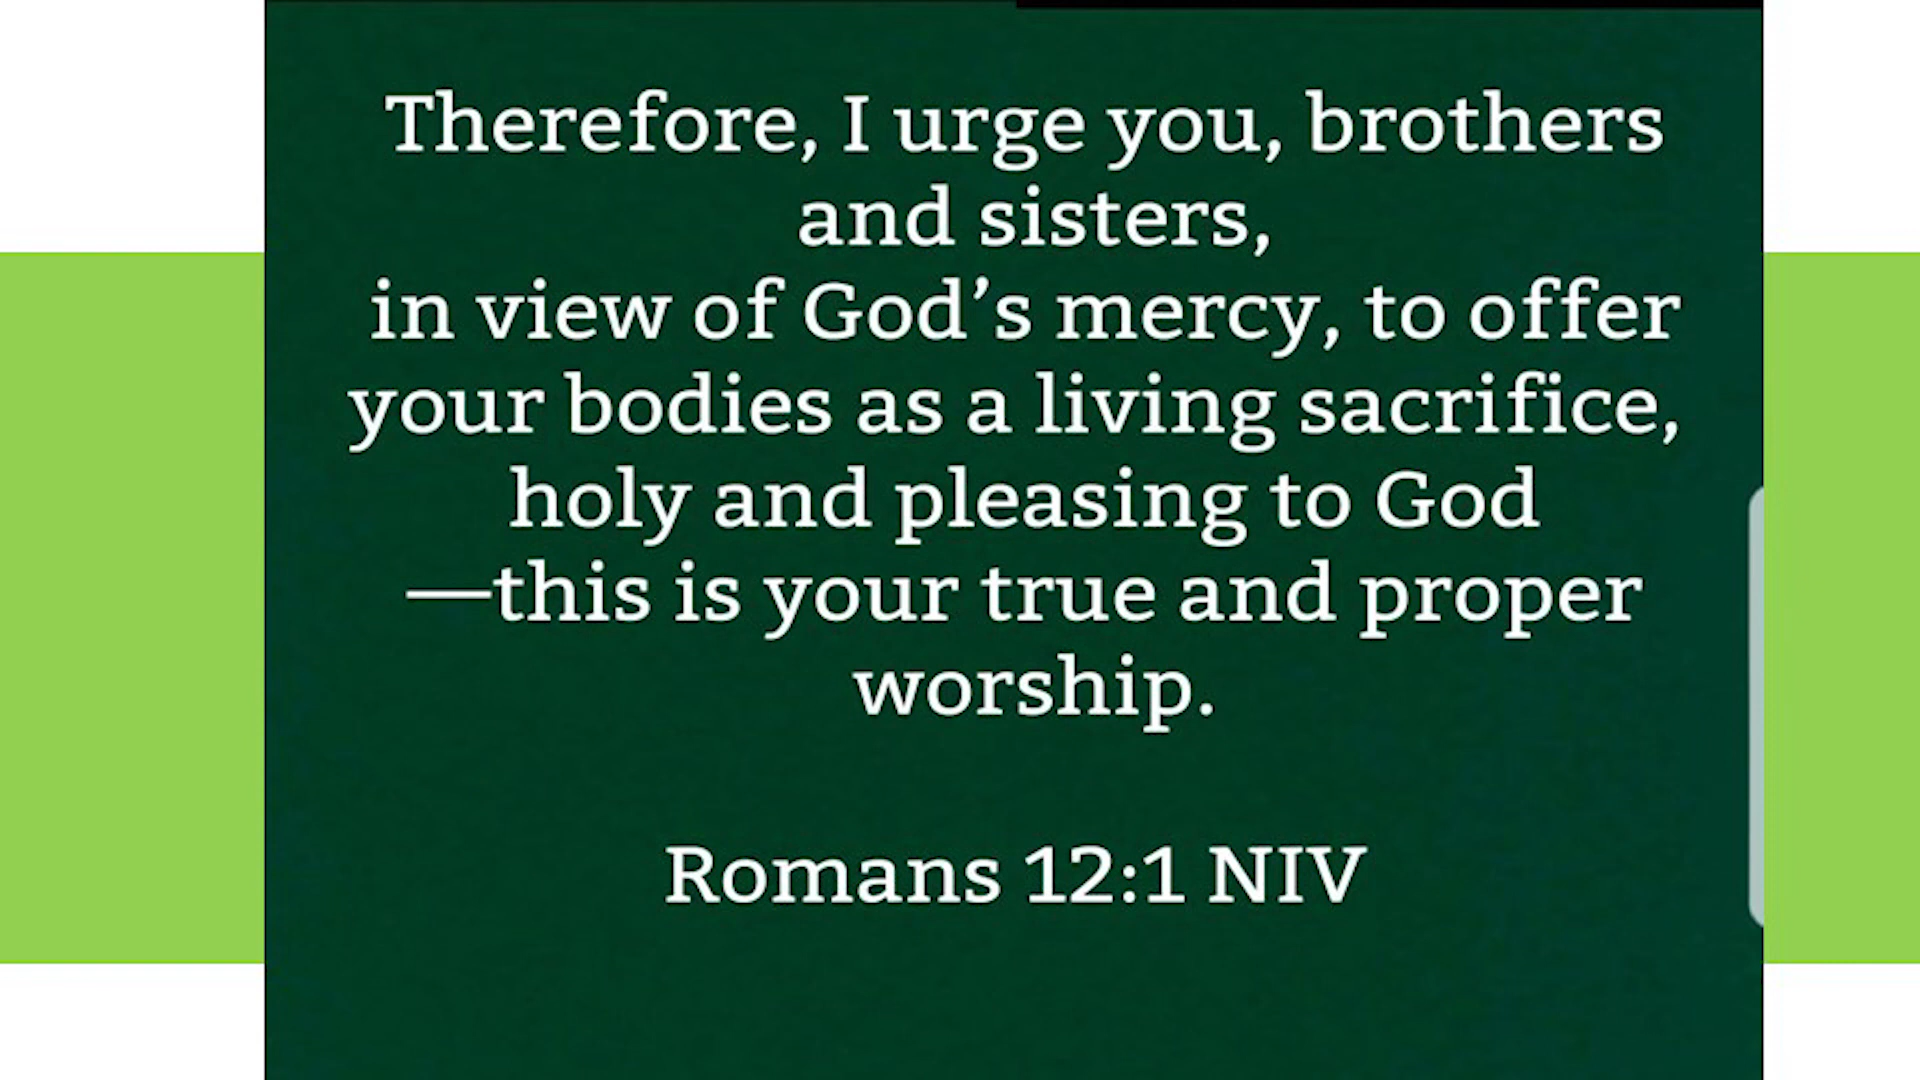 Therefore, I urge you, brothers
and sisters,
in view of God’s mercy, to offer
your bodies as a living sacrifice,
holy and pleasing to God
—this is your true and proper
worship.
Romans 12:1 NIV